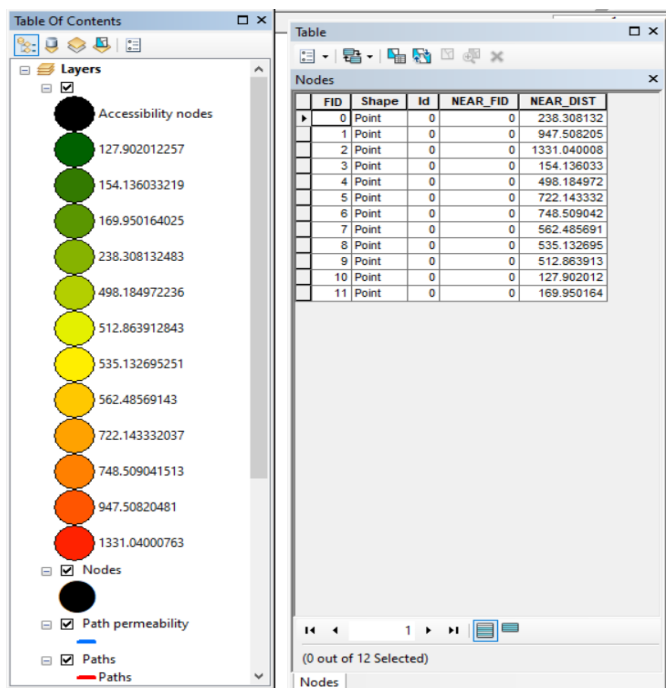 Table Of Contents
Layers
Accessibility nodes
127.902012257
154.136033219
169.950164025
238.308132483
498.184972236
512.863912843
535.132695251
562.48569143
722.143332037
748.509041513
947.50820481
1331.04000763
Nodes
Path permeability
Paths
Paths
Table
Nodes
FID Shape Id NEAR_FID NEAR_DIST
0 Point 0 0 238.308132
1 Point 0 0 947.508205
2 Point 0 0 1331.040008
3 Point 0 0 154.136033
4 Point 0 0 498.184972
5 Point 0 0 722.143332
6 Point 0 0 748.509042
7 Point 0 0 562.485691
8 Point 0 0 535.132695
9 Point 0 0 512.863913
10 Point 0 0 127.902012
11 Point 0 0 169.950164
1
(0 out of 12 Selected)
Nodes